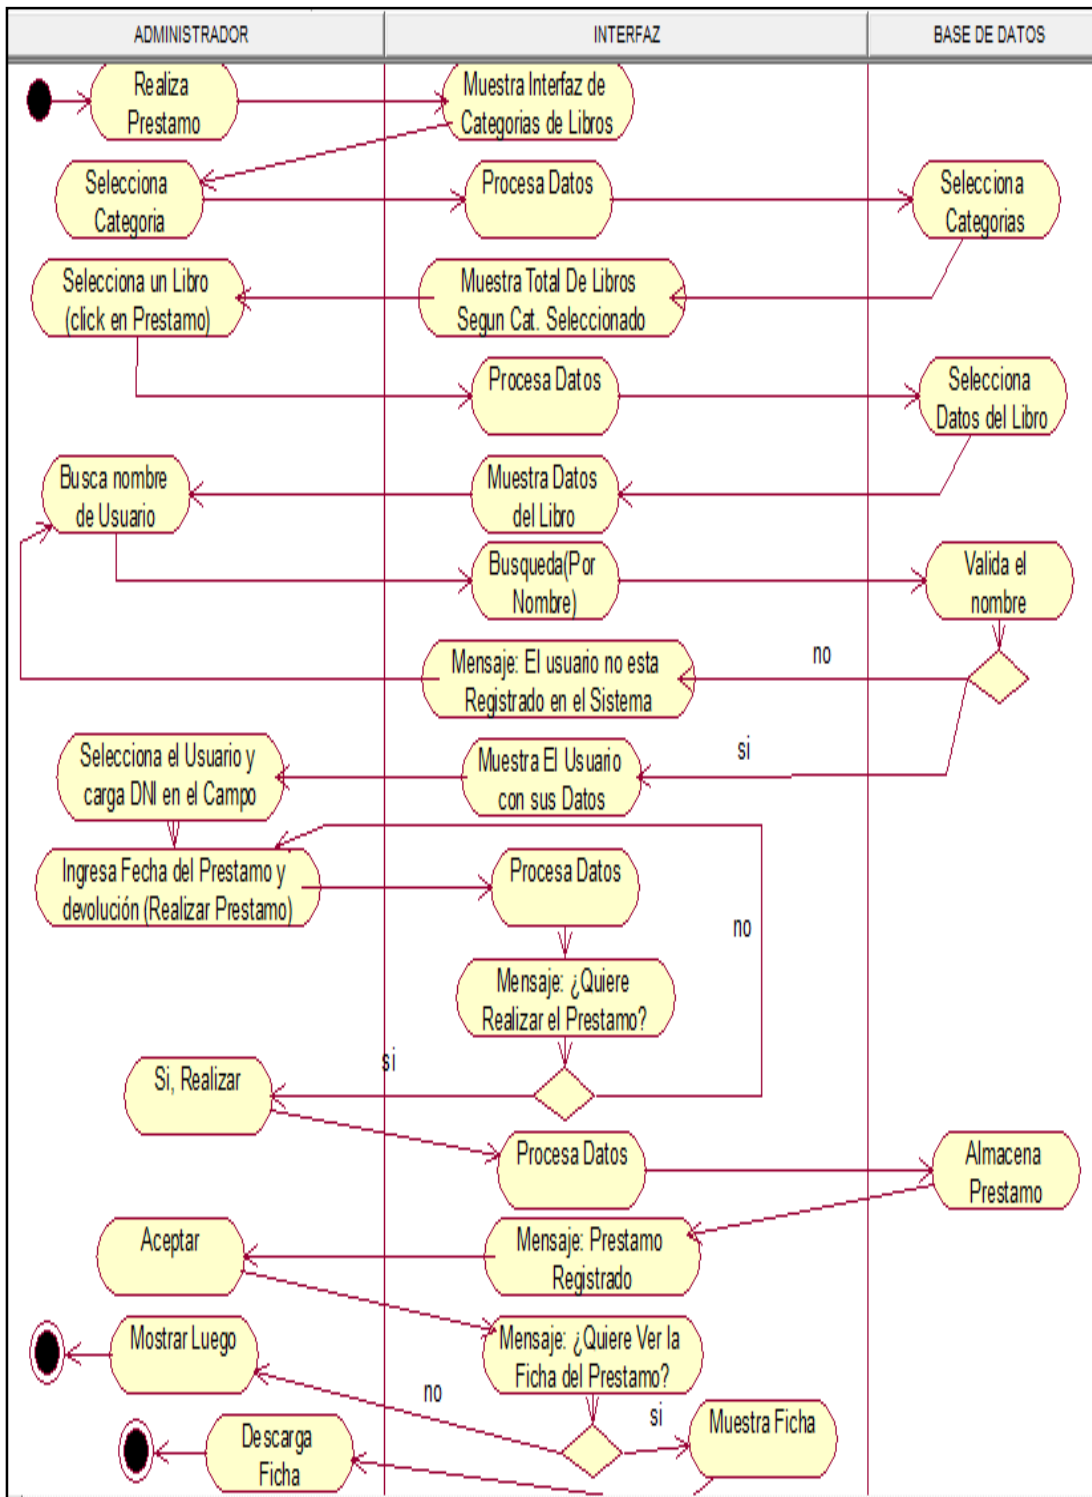 ADMINISTRADOR
INTERFAZ
BASE DE DATOS
Realiza
Prestamo
Muestra Interfaz de
Categorias de Libros
Selecciona
Categoria
Procesa Datos
Selecciona
Categorias
Selecciona un Libro
(click en Prestamo)
Muestra Total De Libros
Segun Cat. Seleccionado
Procesa Datos
Selecciona
Datos del Libro
Busca nombre
de Usuario
Muestra Datos
del Libro
Busqueda(Por
Nombre)
Valida el
nombre
no
Mensaje: El usuario no esta
Registrado en el Sistema
si
Selecciona el Usuario y
carga DNI en el Campo
Muestra El Usuario
con sus Datos
Ingresa Fecha del Prestamo y
devolución (Realizar Prestamo)
Procesa Datos
no
Mensaje: ¿Quiere
Realizar el Prestamo?
si
Si, Realizar
Procesa Datos
Almacena
Prestamo
Aceptar
Mensaje: Prestamo
Registrado
Mostrar Luego
Mensaje: ¿Quiere Ver la
Ficha del Prestamo?
no
si
Muestra Ficha
Descarga
Ficha